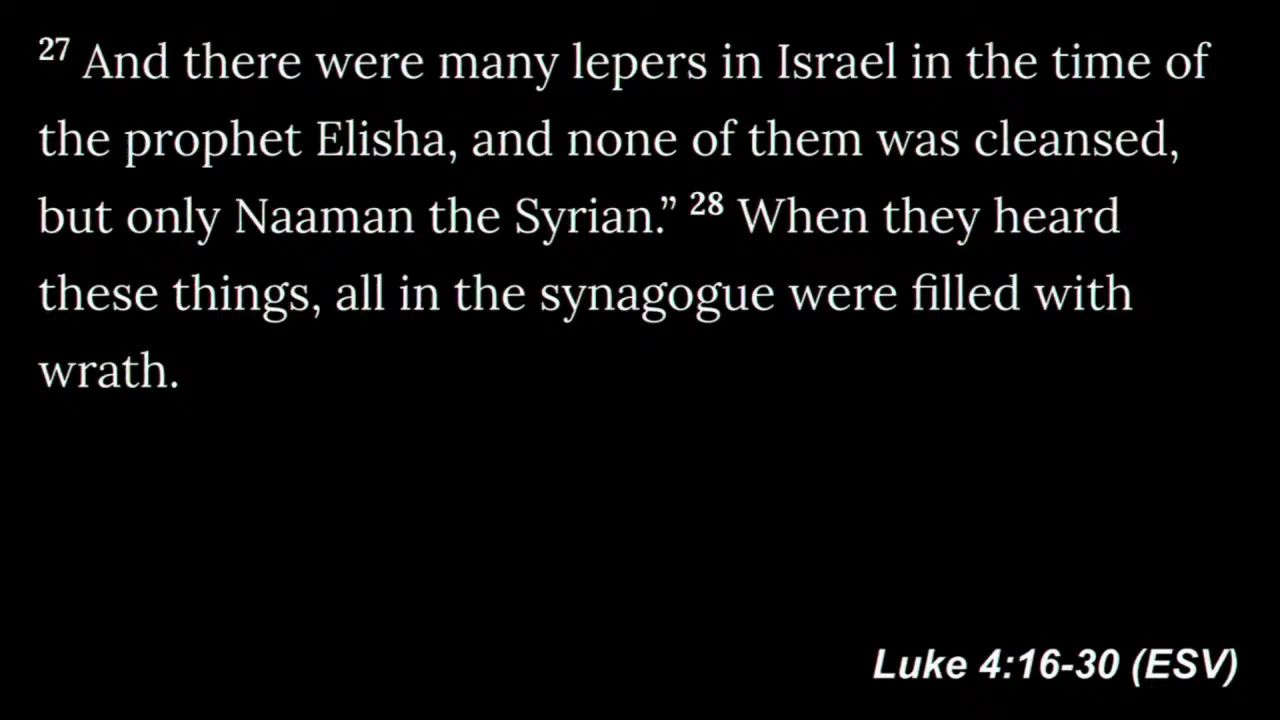 27 And there were many lepers in Israel in the time of
the prophet Elisha, and none of them was cleansed,
but only Naaman the Syrian.” 28 When they heard
these things, all in the synagogue were filled with
wrath.
Luke 4:16-30 (ESV)